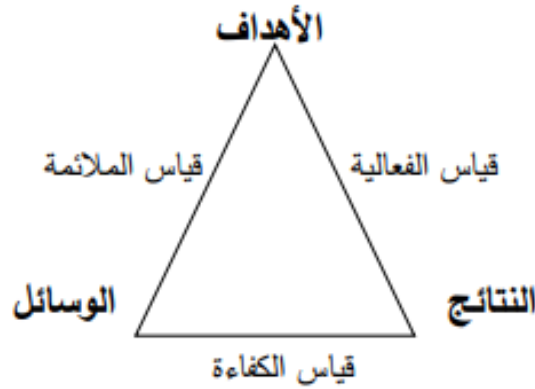 الأهداف
قياس الفعالية
قياس الملائمة
النتائج
الوسائل
قياس الكفاءة